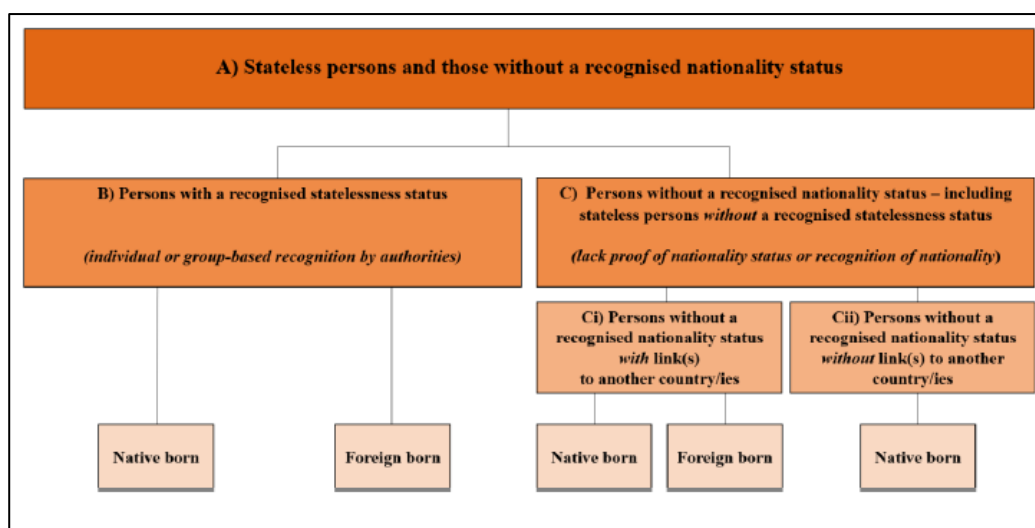 A) Stateless persons and those without a recognised nationality status
B) Persons with a recognised statelessness status
(individual or group-based recognition by authorities)
C) Persons without a recognised nationality status – including
stateless persons without a recognised statelessness status
(lack proof of nationality status or recognition of nationality)
Ci) Persons without a
recognised nationality status
with link(s)
to another country/ies
Cii) Persons without a
recognised nationality status
without link(s) to another
country/ies
Native born
Foreign born
Native born
Foreign born
Native born